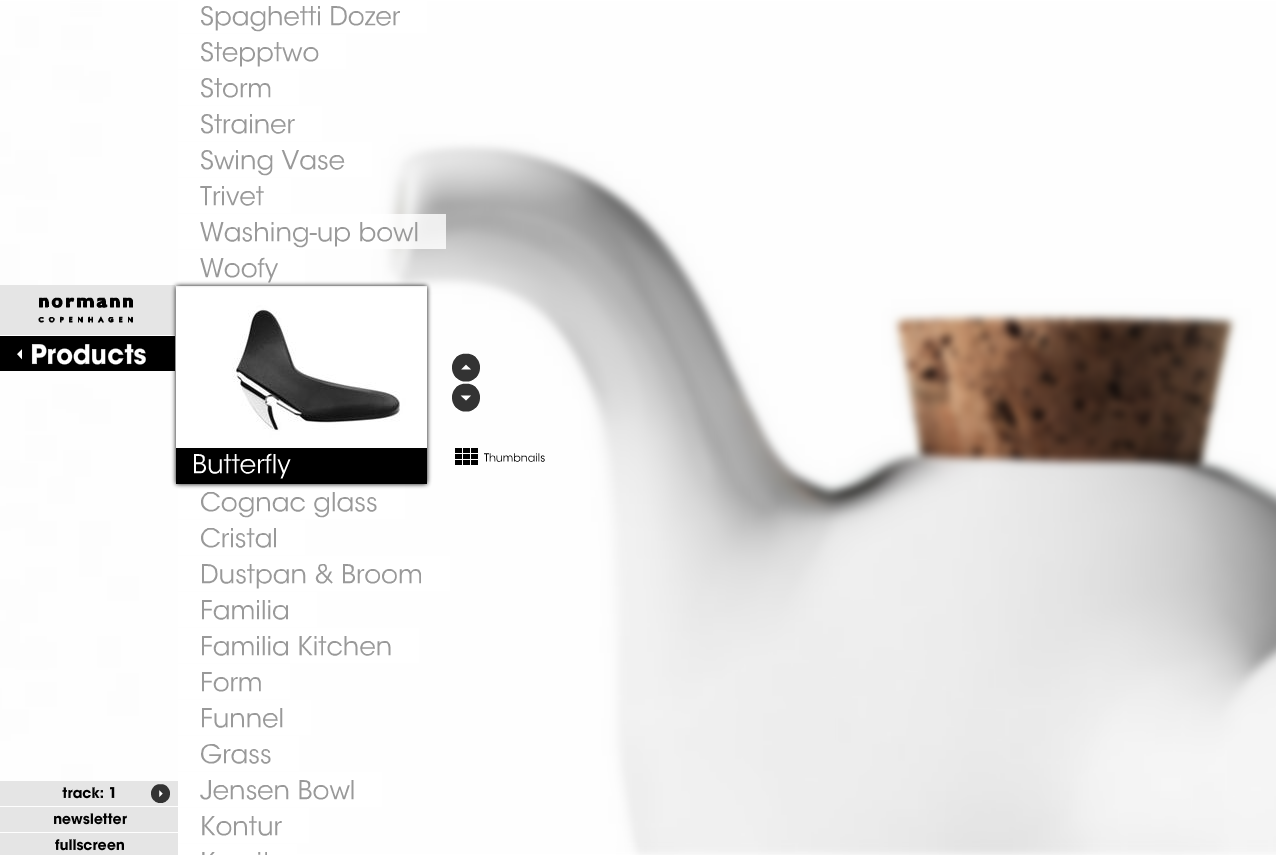 Spaghetti Dozer
Stepptwo
Storm
Strainer
Swing Vase
Trivet
Washing-up bowl
Woofy
normann
COPENHAGEN
Products
Butterfly
Thumbnails
Cognac glass
Cristal
Dustpan & Broom
Familia
Familia Kitchen
Form
Funnel
Grass
Jensen Bowl
Kontur
track: 1
newsletter
fullscreen